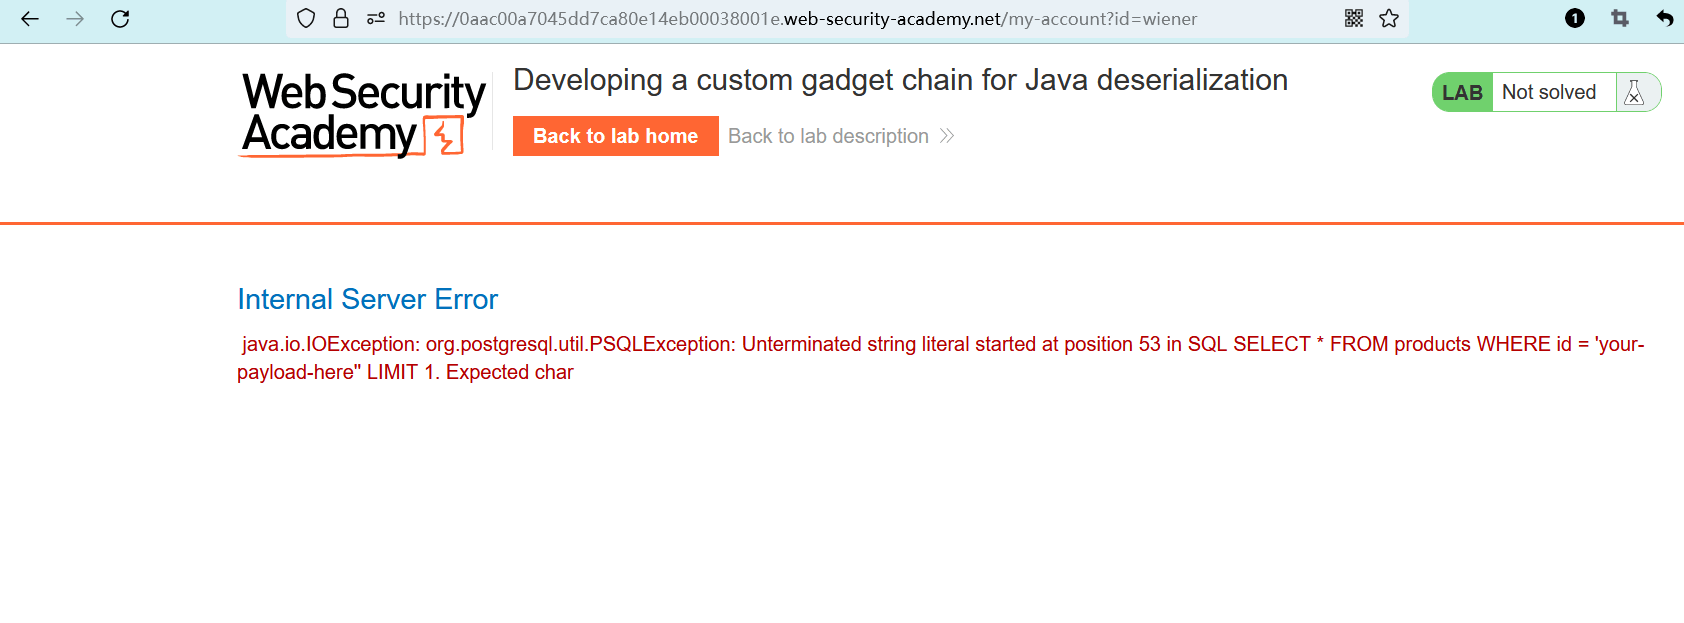 https://0aac00a7045dd7ca80e14eb00038001e.web-security-academy.net/my-account?id=wiener
1
Web Security
Academy
Developing a custom gadget chain for Java deserialization
Back to lab home
Back to lab description
LAB
Not solved
Internal Server Error
java.io.IOException: org.postgresql.util.PSQLException: Unterminated string literal started at position 53 in SQL SELECT * FROM products WHERE id = 'your-
payload-here'' LIMIT 1. Expected char